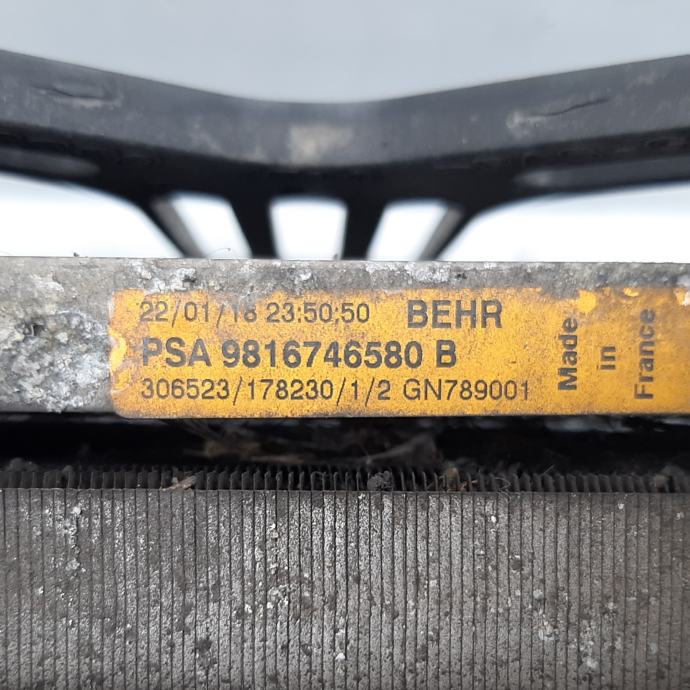 22/01/18 23:50:50 BEHR
PSA 9816746580 B
306523/178230/1/2 GN789001
Made
in
France